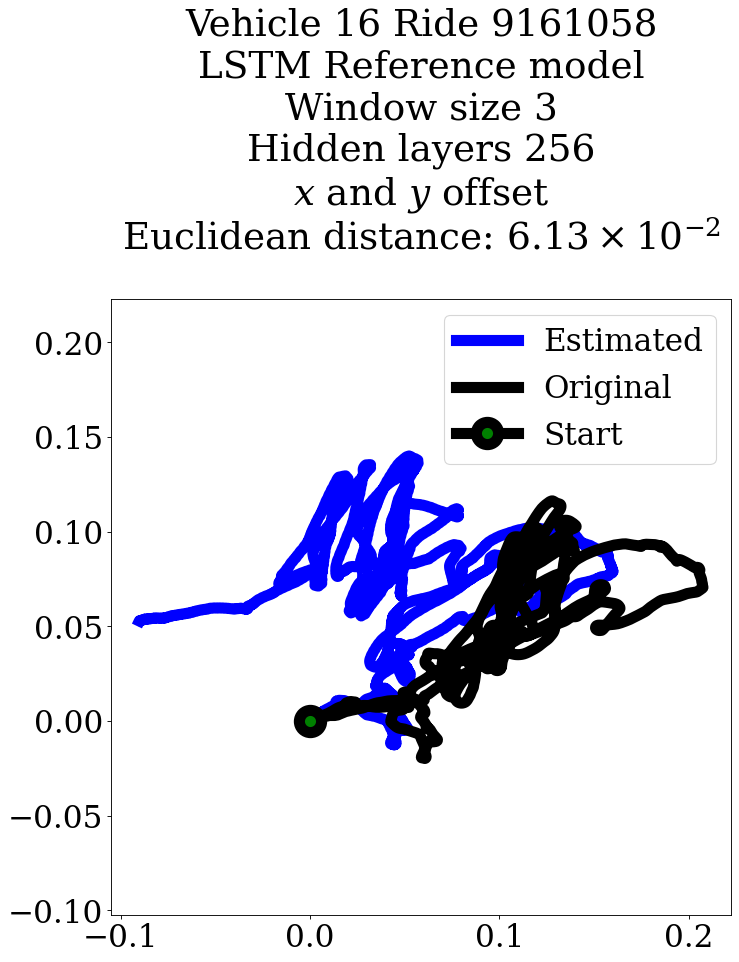 Vehicle 16 Ride 9161058
LSTM Reference model
Window size 3
Hidden layers 256
x and y offset
Euclidean distance: 6.13 × 10⁻²
Estimated
Original
Start
0.20
0.15
0.10
0.05
0.00
−0.05
−0.10
−0.1 0.0 0.1 0.2